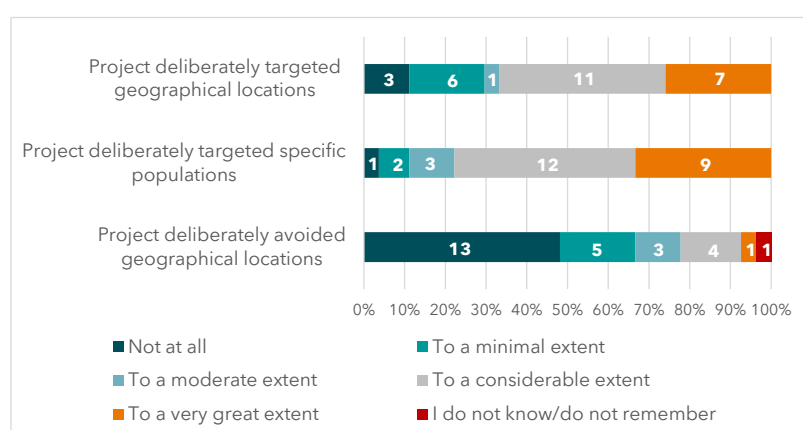 Project deliberately targeted
geographical locations
3 6 1 11 7
Project deliberately targeted specific
populations
1 2 3 12 9
Project deliberately avoided
geographical locations
13 5 3 4 1 1
0% 10% 20% 30% 40% 50% 60% 70% 80% 90% 100%
Not at all To a minimal extent
To a moderate extent To a considerable extent
To a very great extent I do not know/do not remember